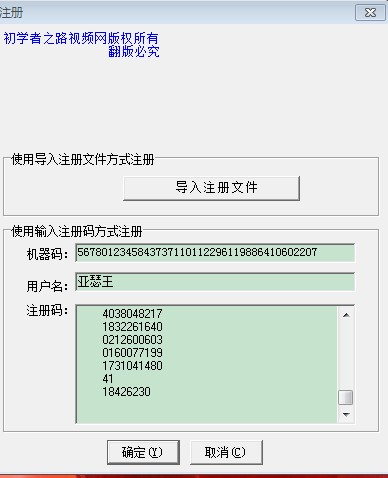 注册
初学者之路视频网版权所有
翻版必究
使用导入注册文件方式注册
导入注册文件
使用输入注册码方式注册
机器码： 567801234584373711011229611988641060​2207
用户名： 亚瑟王
注册码：
4038048217
1832261640
0212600603
0160077199
1731041480
41
18426230
确定(Y)
取消(C)